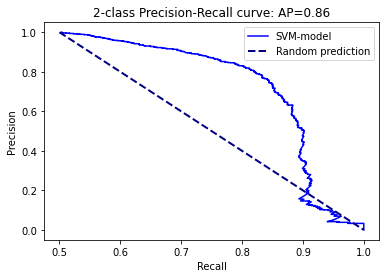 2-class Precision-Recall curve: AP=0.86
SVM-model
Random prediction
Precision
1.0
0.8
0.6
0.4
0.2
0.0
0.5
0.6
0.7
0.8
0.9
1.0
Recall